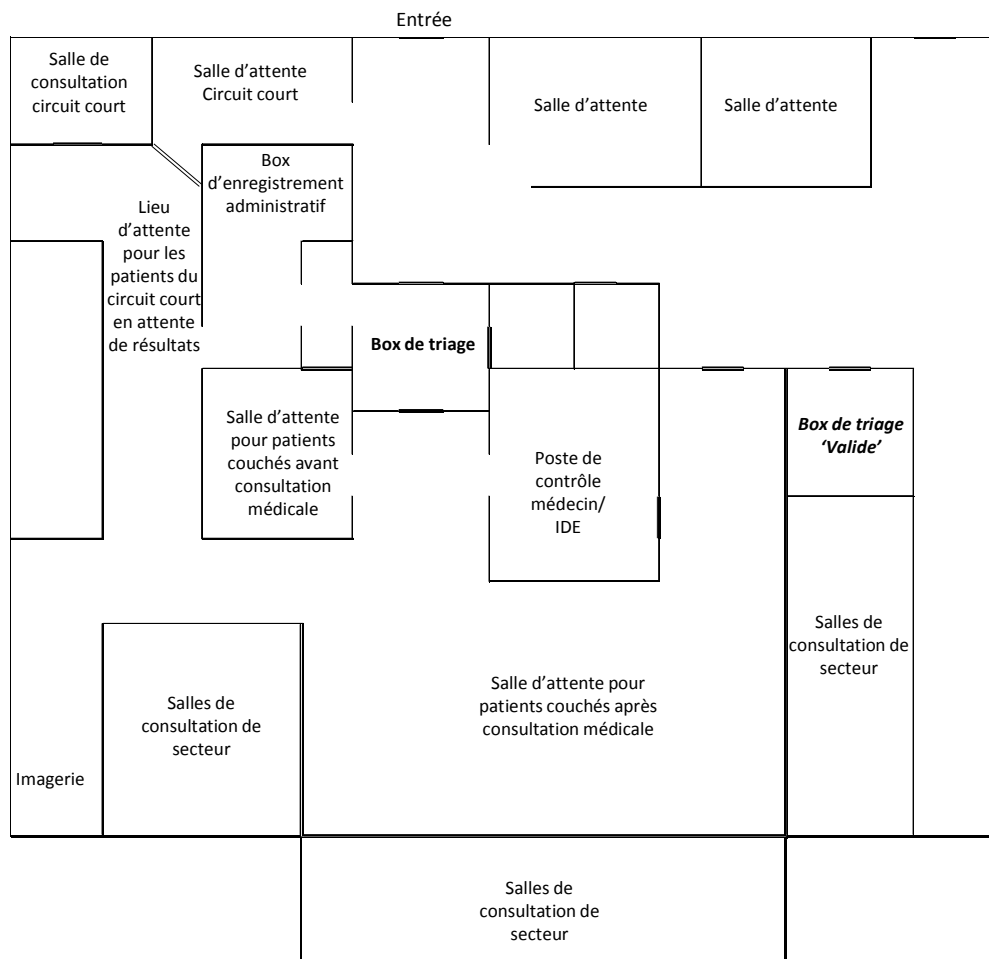 Entrée
Salle de
consultation
circuit court
Salle d’attente
Circuit court
Salle d’attente
Salle d’attente
Box
d’enregistrement
administratif
Lieu
d’attente
pour les
patients du
circuit court
en attente
de résultats
Box de triage
Salle d’attente
pour patients
couchés avant
consultation
médicale
Poste de
contrôle
médecin/
IDE
Box de triage
‘Valide’
Salles de
consultation de
secteur
Salle d’attente pour
patients couchés après
consultation médicale
Salles de
consultation de
secteur
Imagerie
Salles de
consultation de
secteur